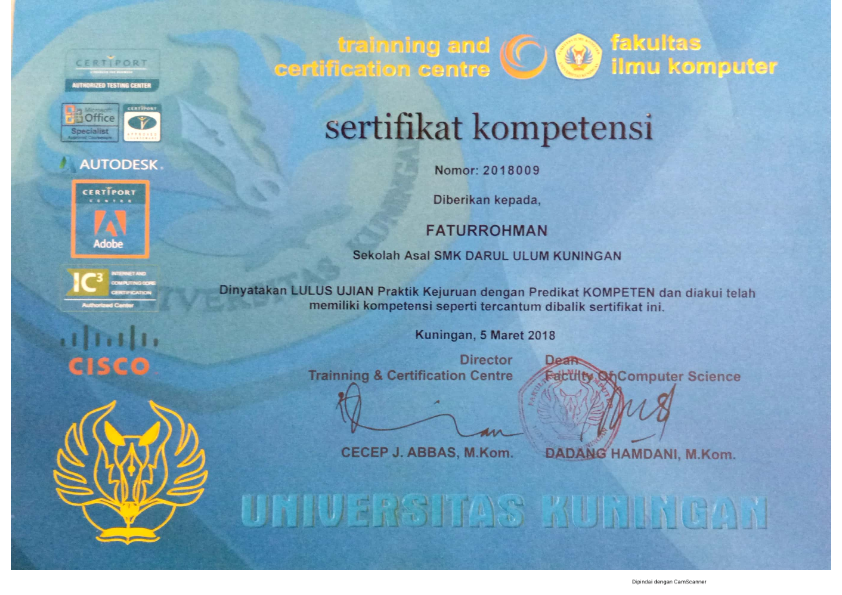 trainning and
certification centre
fakultas
ilmu komputer
CERTIPORT
AUTHORIZED TESTING CENTER
Microsoft
Office
Specialist
CERTIPORT
AUTODESK
CERTIPORT
CENTER
Adobe
IC3
INTERNET AND
COMPUTING CORE
CERTIFICATION
Authorized Center
CISCO
sertifikat kompetensi
Nomor: 2018009
Diberikan kepada,
FATURROHMAN
Sekolah Asal SMK DARUL ULUM KUNINGAN
Dinyatakan LULUS UJIAN Praktik Kejuruan dengan Predikat KOMPETEN dan diakui telah
memiliki kompetensi seperti tercantum dibalik sertifikat ini.
Kuningan, 5 Maret 2018
Director
Trainning & Certification Centre
Dean
Faculty Of Computer Science
CECEP J. ABBAS, M.Kom.
DADANG HAMDANI, M.Kom.
UNIVERSITAS KUNINGAN
UNIVERSITAS KUNINGAN
Dipindai dengan CamScanner